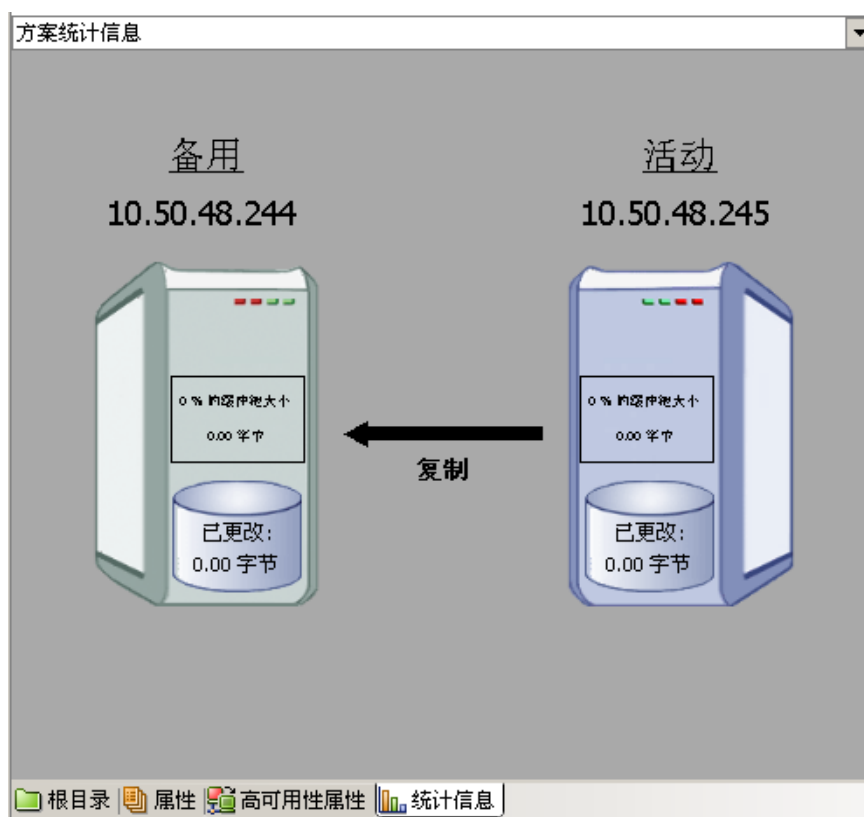 方案统计信息
备用
10.50.48.244
活动
10.50.48.245
0 % 的缓冲池大小
0.00 字节
已更改:
0.00 字节
复制
0 % 的缓冲池大小
0.00 字节
已更改:
0.00 字节
根目录 属性 高可用性属性 统计信息